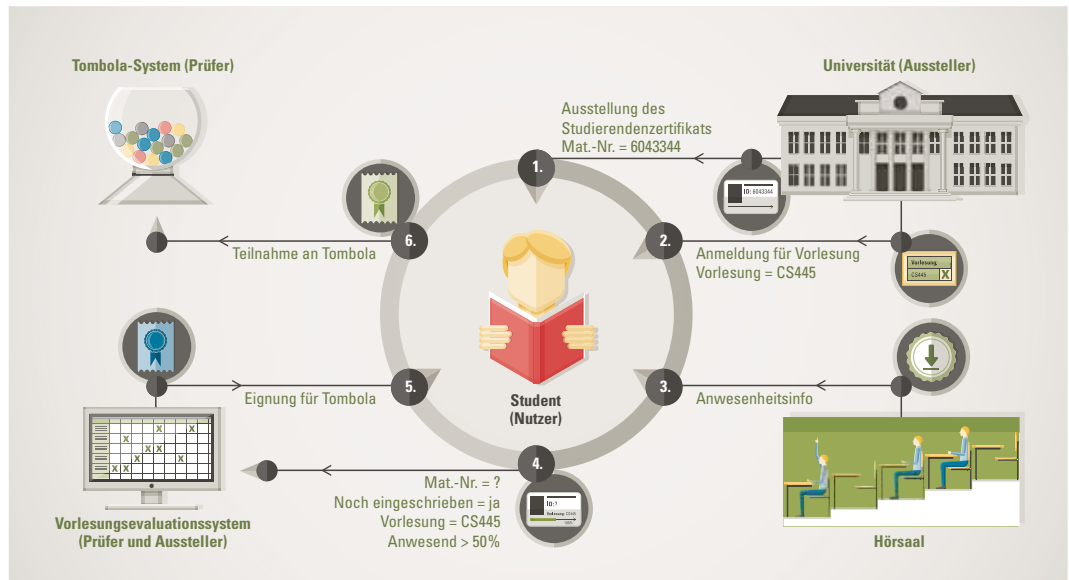 Tombola-System (Prüfer)
Universität (Aussteller)
Ausstellung des
Studierendenzertifikats
Mat.-Nr. = 6043344
1.
ID: 6043344
6.
Teilnahme an Tombola
2.
Anmeldung für Vorlesung
Vorlesung = CS445
Vorlesung
CS445 X
5.
Eignung für Tombola
3.
Anwesenheitsinfo
Student
(Nutzer)
4.
Mat.-Nr. = ?
Noch eingeschrieben = ja
Vorlesung = CS445
Anwesend > 50%
ID: ?
Vorlesung: CS445
100%
X X
X
X X
X
X X
Vorlesungsevaluationssystem
(Prüfer und Aussteller)
Hörsaal